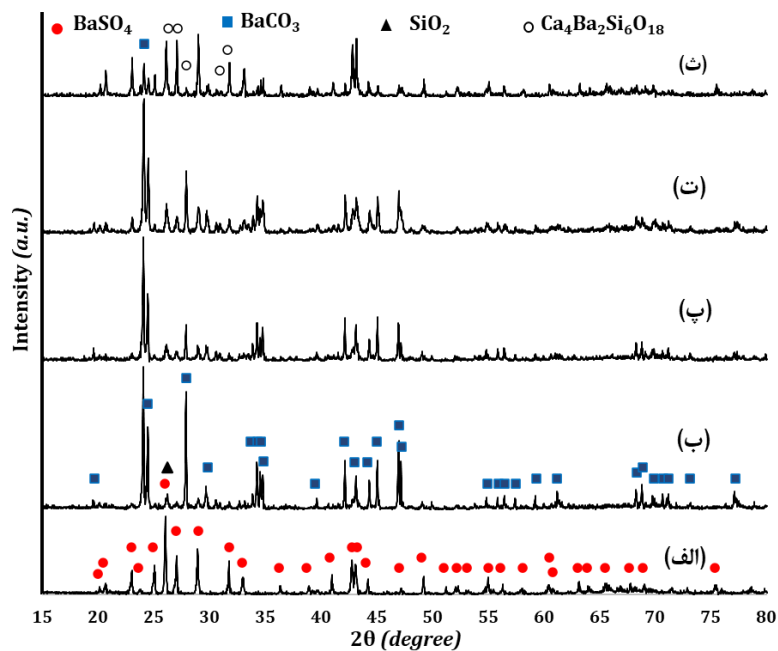 BaSO4 BaCO3 SiO2 Ca4Ba2Si6O18
(ث)
(ت)
(پ)
(ب)
(الف)
Intensity (a.u.)
15 20 25 30 35 40 45 50 55 60 65 70 75 80
2θ (degree)